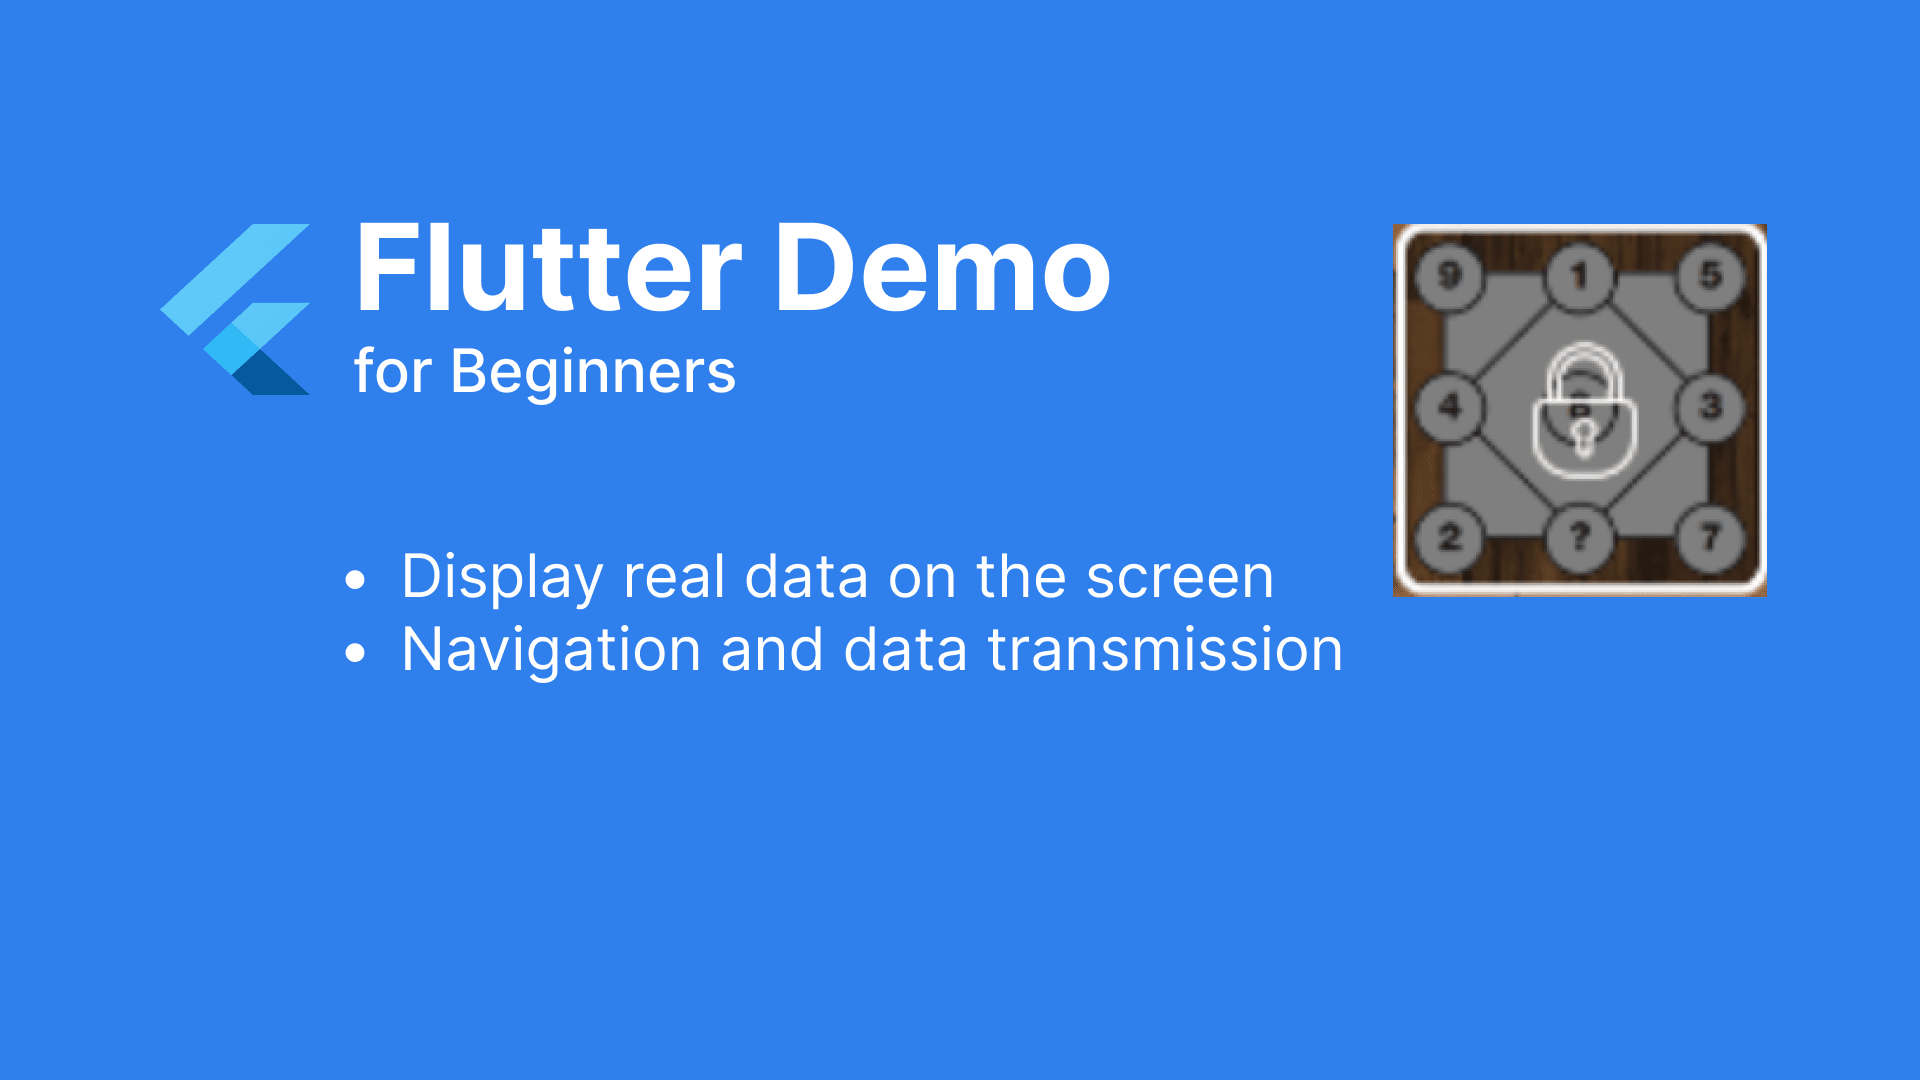 Flutter Demo
for Beginners
• Display real data on the screen
• Navigation and data transmission
9 1 5
4 3
2 ? 7